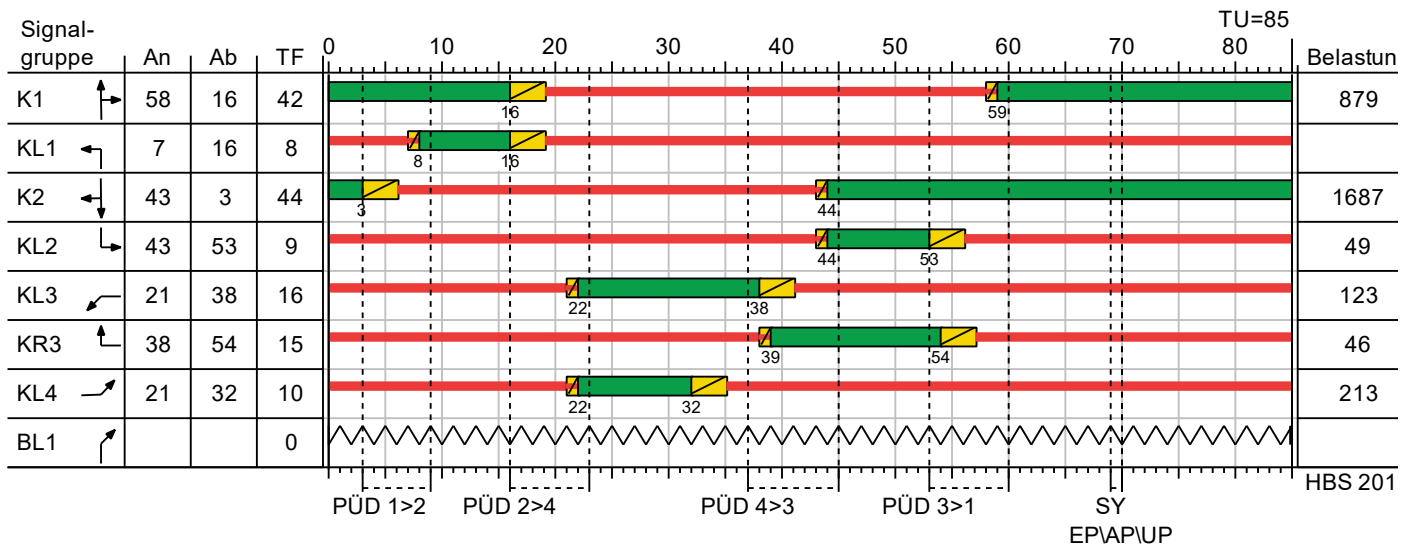 TU=85
Signal-
gruppe An Ab TF 0 10 20 30 40 50 60 70 80 Belastun
K1 58 16 42 16 59 879
KL1 7 16 8 8 16
K2 43 3 44 3 44 1687
KL2 43 53 9 44 53 49
KL3 21 38 16 22 38 123
KR3 38 54 15 39 54 46
KL4 21 32 10 22 32 213
BL1 0
HBS 201
PÜD 1>2 PÜD 2>4 PÜD 4>3 PÜD 3>1 SY
EP\AP\UP